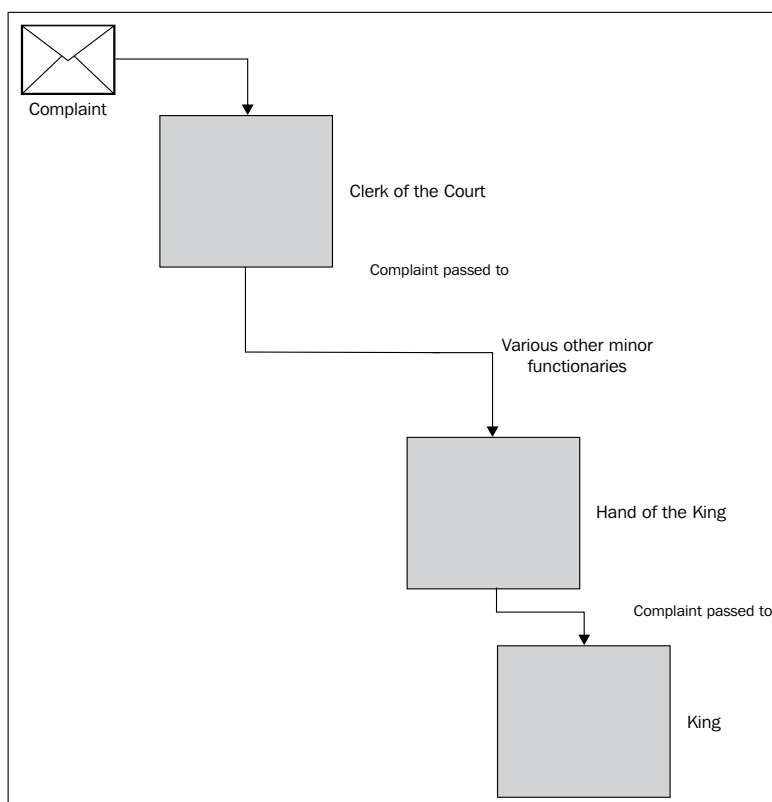 Complaint
Clerk of the Court
Complaint passed to
Various other minor
functionaries
Hand of the King
Complaint passed to
King